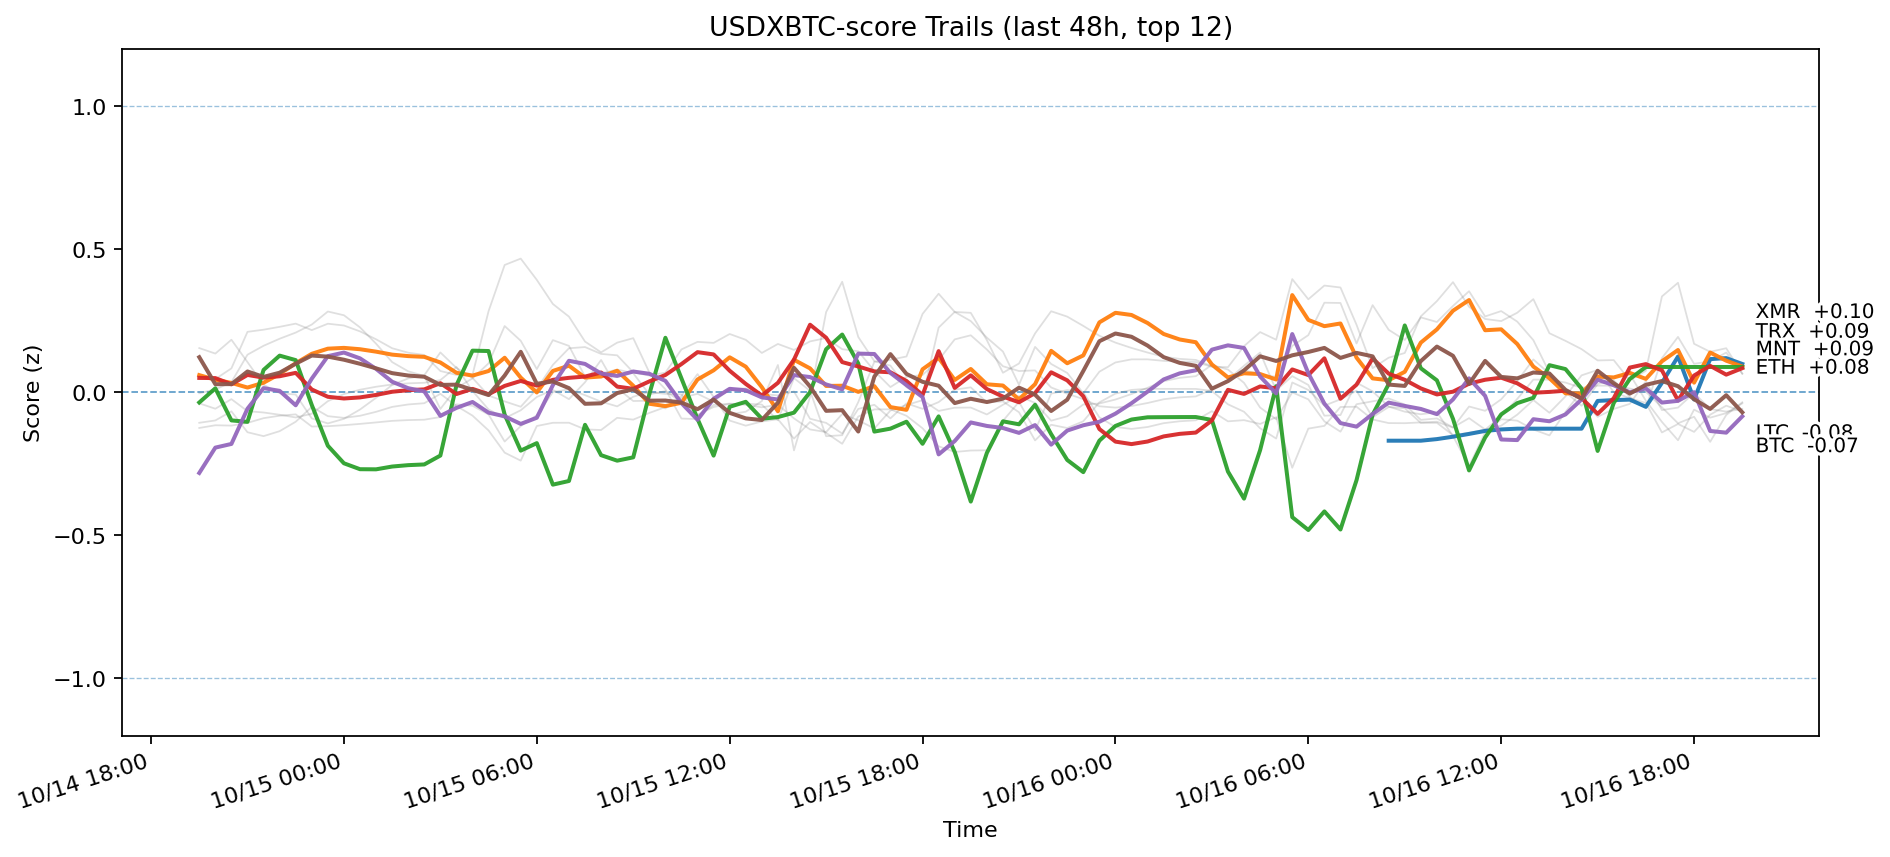 USDXBTC-score Trails (last 48h, top 12)
Score (z)
1.0
0.5
0.0
−0.5
−1.0
XMR +0.10
TRX +0.09
MNT +0.09
ETH +0.08
LTC -0.08
BTC -0.07
10/14 18:00
10/15 00:00
10/15 06:00
10/15 12:00
10/15 18:00
10/16 00:00
10/16 06:00
10/16 12:00
10/16 18:00
Time